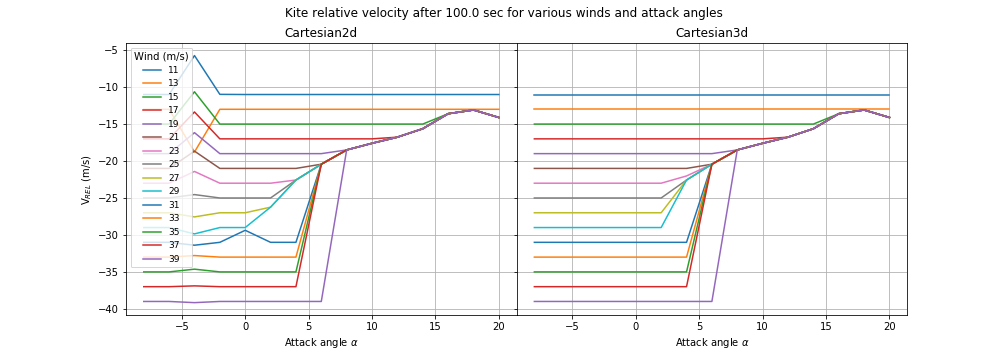 Kite relative velocity after 100.0 sec for various winds and attack angles
Cartesian2d
Cartesian3d
V_REL (m/s)
−5
−10
−15
−20
−25
−30
−35
−40
Wind (m/s)
11
13
15
17
19
21
23
25
27
29
31
33
35
37
39
−5 0 5 10 15 20
−5 0 5 10 15 20
Attack angle α
Attack angle α